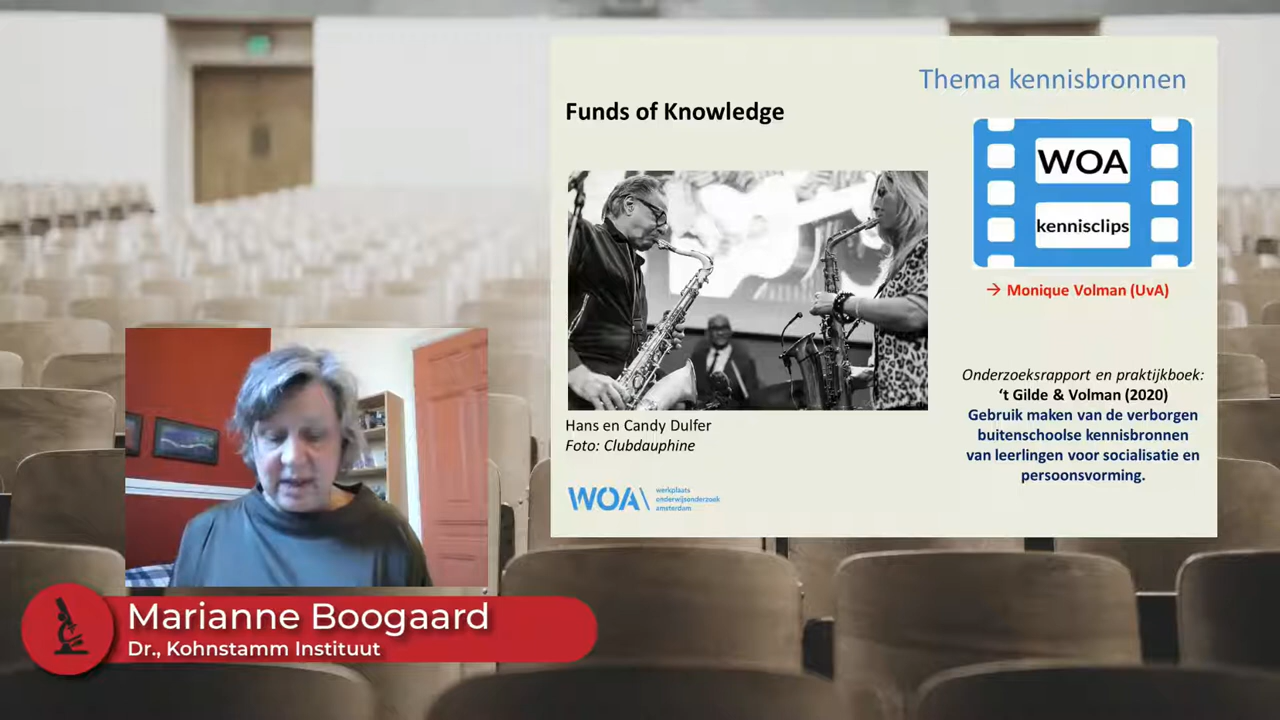 Thema kennisbronnen
Funds of Knowledge
WOA
kennisclips
→ Monique Volman (UvA)
Onderzoeksrapport en praktijkboek:
‘t Gilde & Volman (2020)
Gebruik maken van de verborgen
buitenschoolse kennisbronnen
van leerlingen voor socialisatie en
persoonsvorming.
Hans en Candy Dulfer
Foto: Clubdauphine
WOA\
werkplaats
onderwijsonderzoek
amsterdam
Marianne Boogaard
Dr., Kohnstamm Instituut